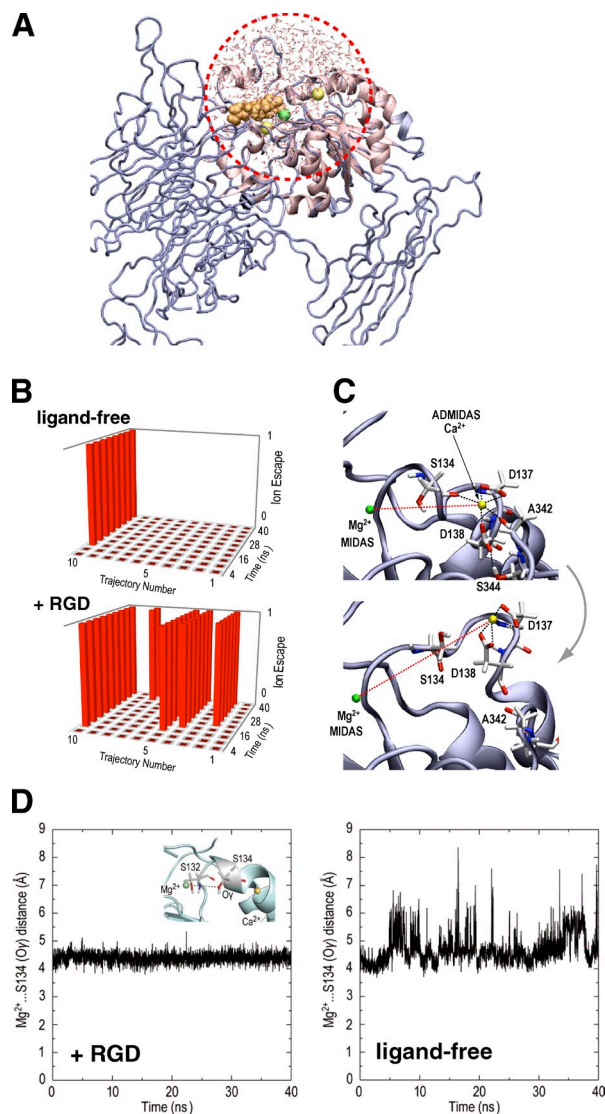 A
B
ligand-free
1
Ion Escape
0
40
28
16
4
Time (ns)
10
5
1
Trajectory Number
+ RGD
1
Ion Escape
0
40
28
16
4
Time (ns)
10
5
1
Trajectory Number
C
ADMIDAS
Ca2+
S134
D137
A342
Mg2+
MIDAS
D138
S344
D137
S134
D138
Mg2+
MIDAS
A342
D
Mg2+...S134 (Oγ) distance (Å)
9
8
7
6
5
4
3
2
1
0
S132
S134
Mg2+
Oγ
Ca2+
+ RGD
0 10 20 30 40
Time (ns)
Mg2+...S134 (Oγ) distance (Å)
9
8
7
6
5
4
3
2
1
0
ligand-free
0 10 20 30 40
Time (ns)